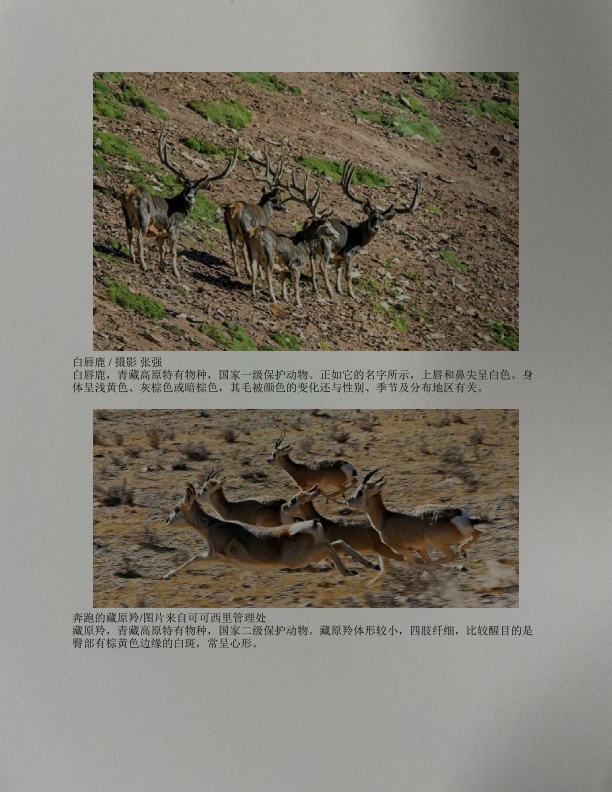 白唇鹿 / 摄影 张强
白唇鹿，青藏高原特有物种，国家一级保护动物。正如它的名字所示，上唇和鼻尖呈白色。身
体呈浅黄色、灰棕色或暗棕色，其毛被颜色的变化还与性别、季节及分布地区有关。
奔跑的藏原羚/图片来自可可西里管理处
藏原羚，青藏高原特有物种，国家二级保护动物。藏原羚体形较小，四肢纤细，比较醒目的是
臀部有棕黄色边缘的白斑，常呈心形。